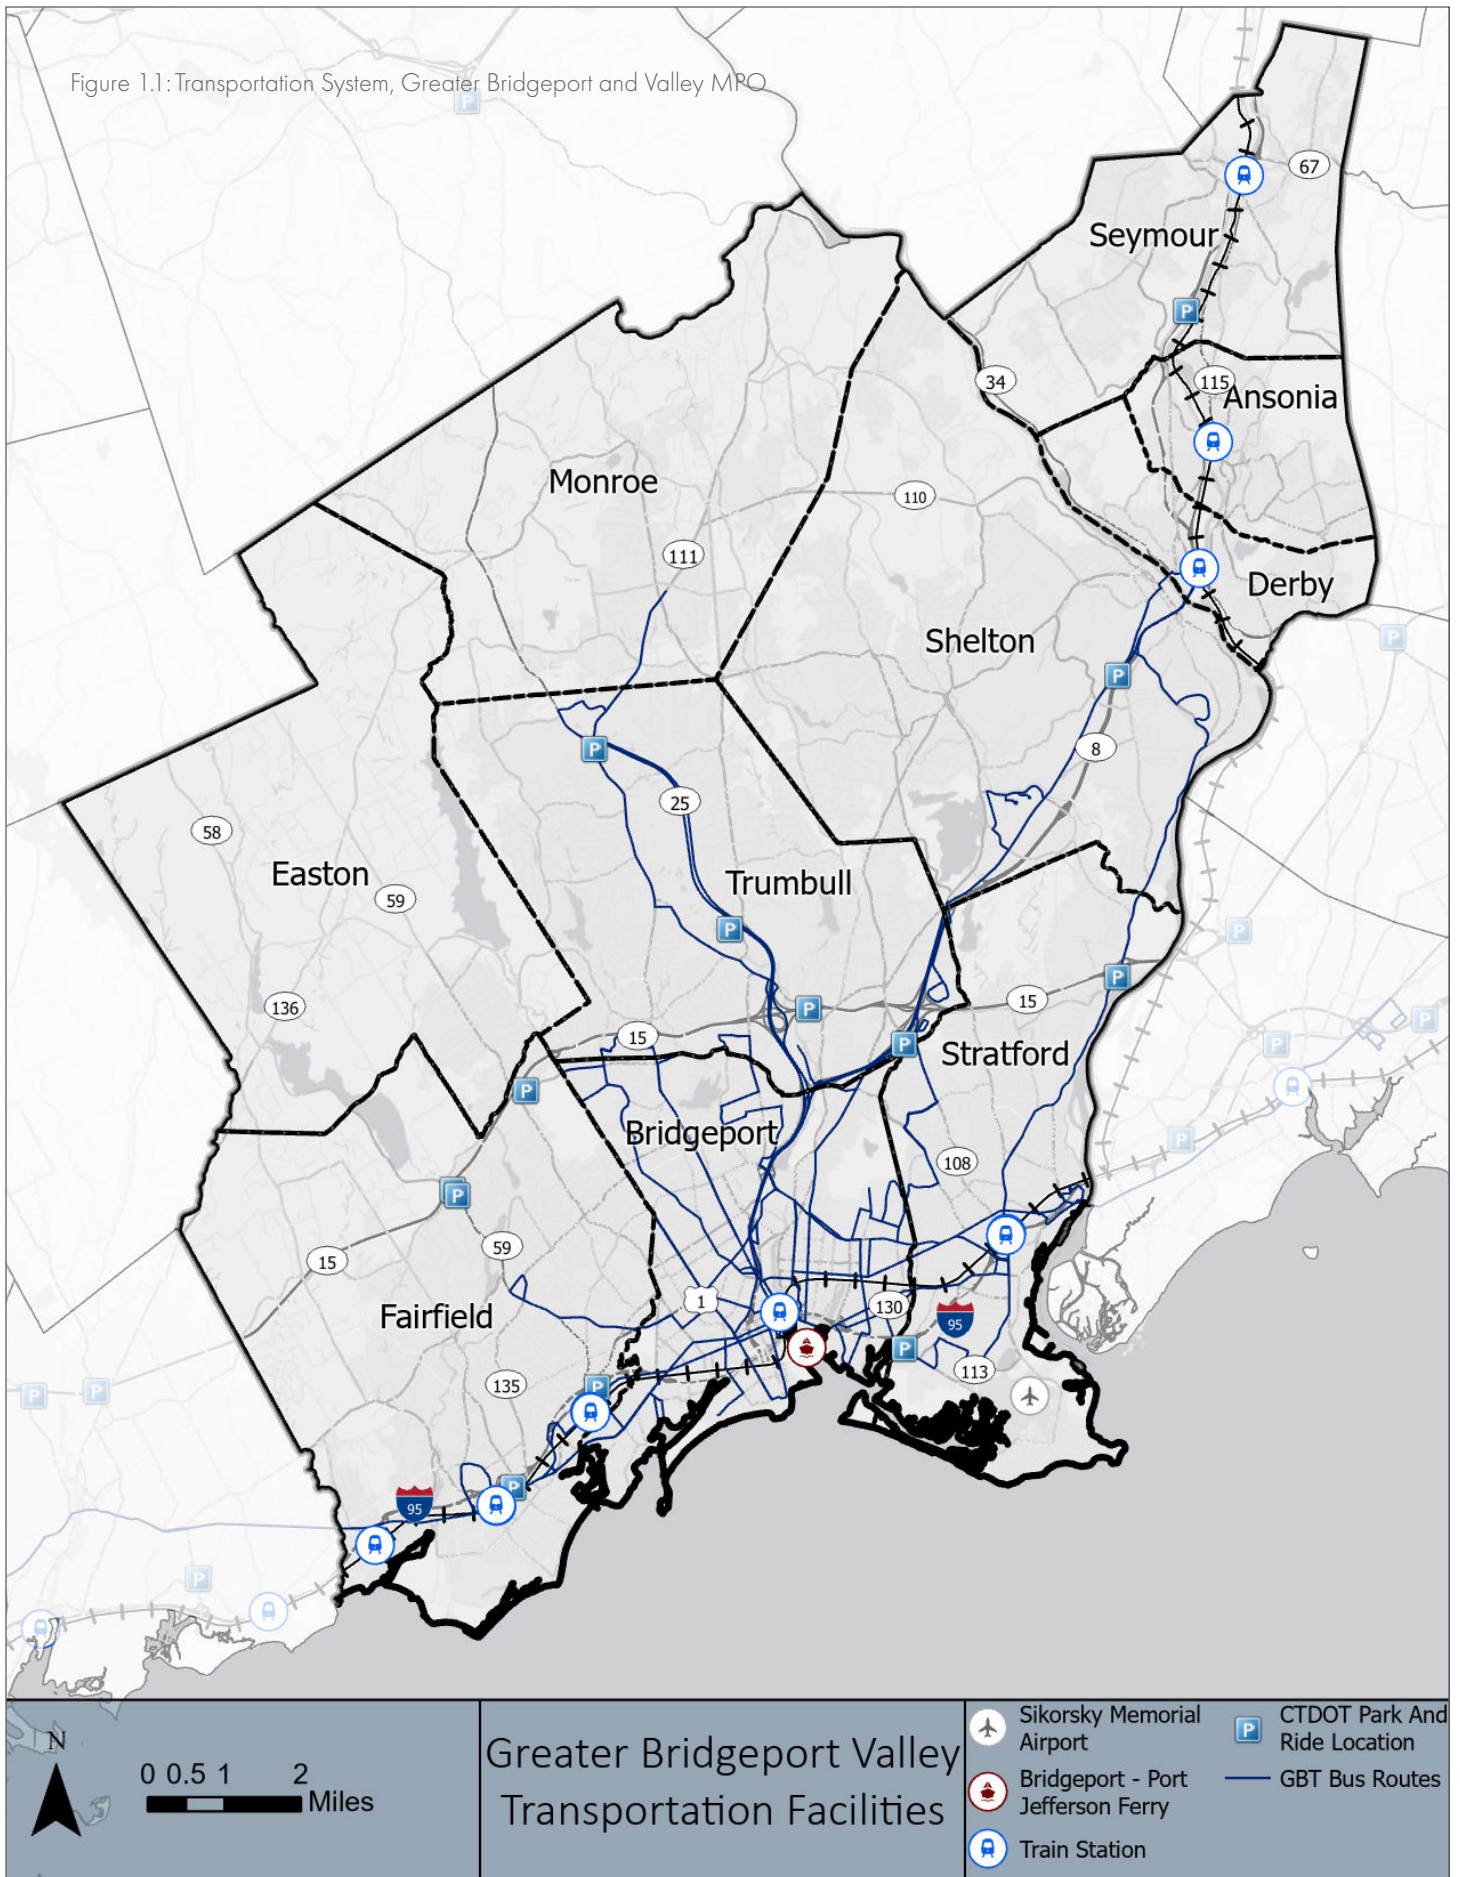 Figure 1.1: Transportation System, Greater Bridgeport and Valley MPO
P
67
Seymour
P
34
115
Ansonia
Monroe
110
111
Derby
P
Shelton
P
8
P
25
58
Easton
59
Trumbull
P
P
P
136
15
P
15
P
P
Stratford
P
P
Bridgeport
P
108
P
59
15
1
130
95
Fairfield
P
113
135
P
P
P
P
95
P
N
0 0.5 1 2
Miles
Greater Bridgeport Valley
Transportation Facilities
Sikorsky Memorial
Airport
Bridgeport - Port
Jefferson Ferry
Train Station
P
CTDOT Park And
Ride Location
GBT Bus Routes